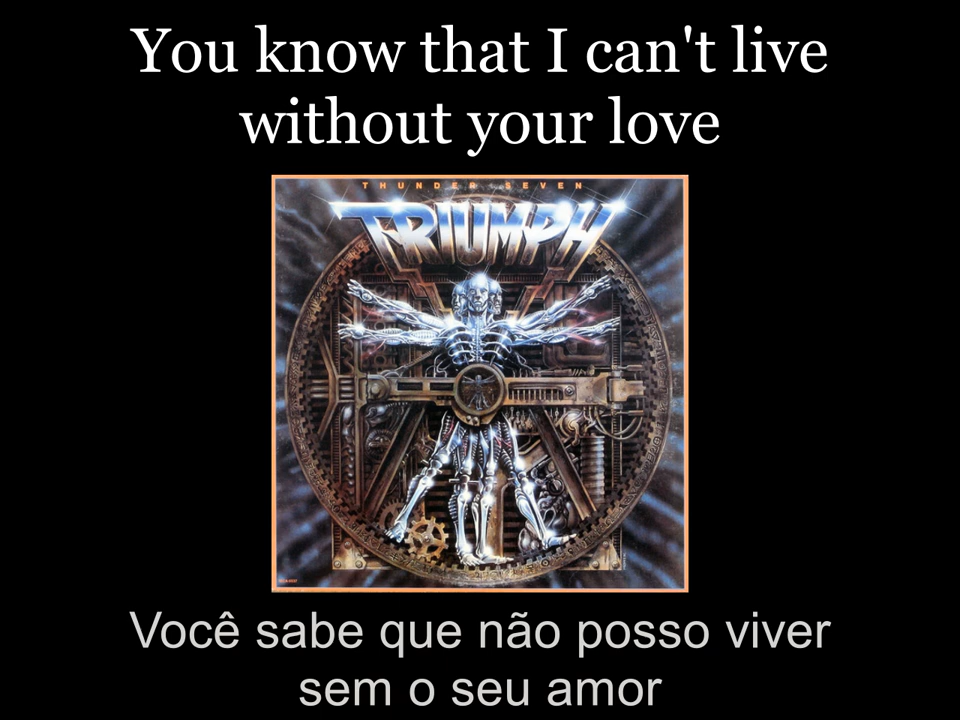 You know that I can't live
without your love
THUNDER SEVEN
TRIUMPH
Você sabe que não posso viver
sem o seu amor